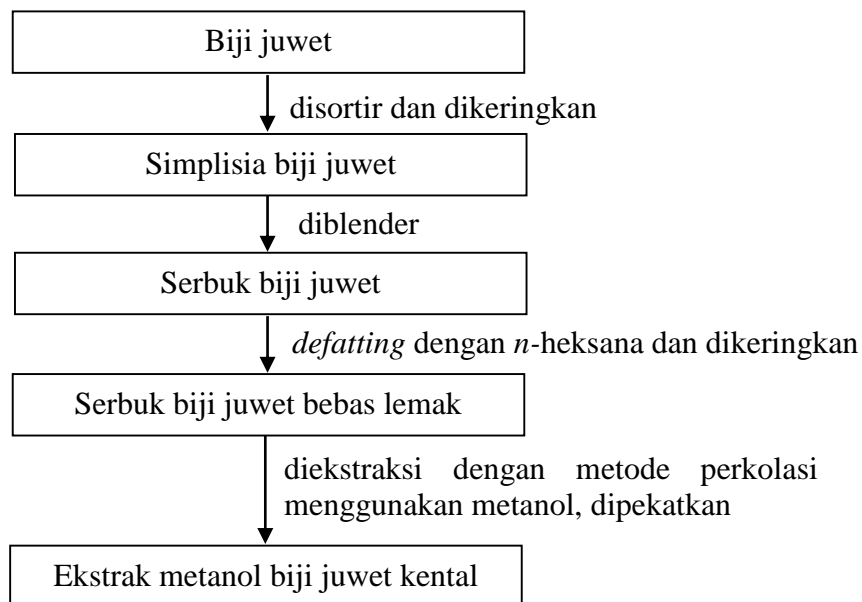 Biji juwet
disortir dan dikeringkan
Simplisia biji juwet
diblender
Serbuk biji juwet
defatting dengan n-heksana dan dikeringkan
Serbuk biji juwet bebas lemak
diekstraksi dengan metode perkolasi
menggunakan metanol, dipekatkan
Ekstrak metanol biji juwet kental